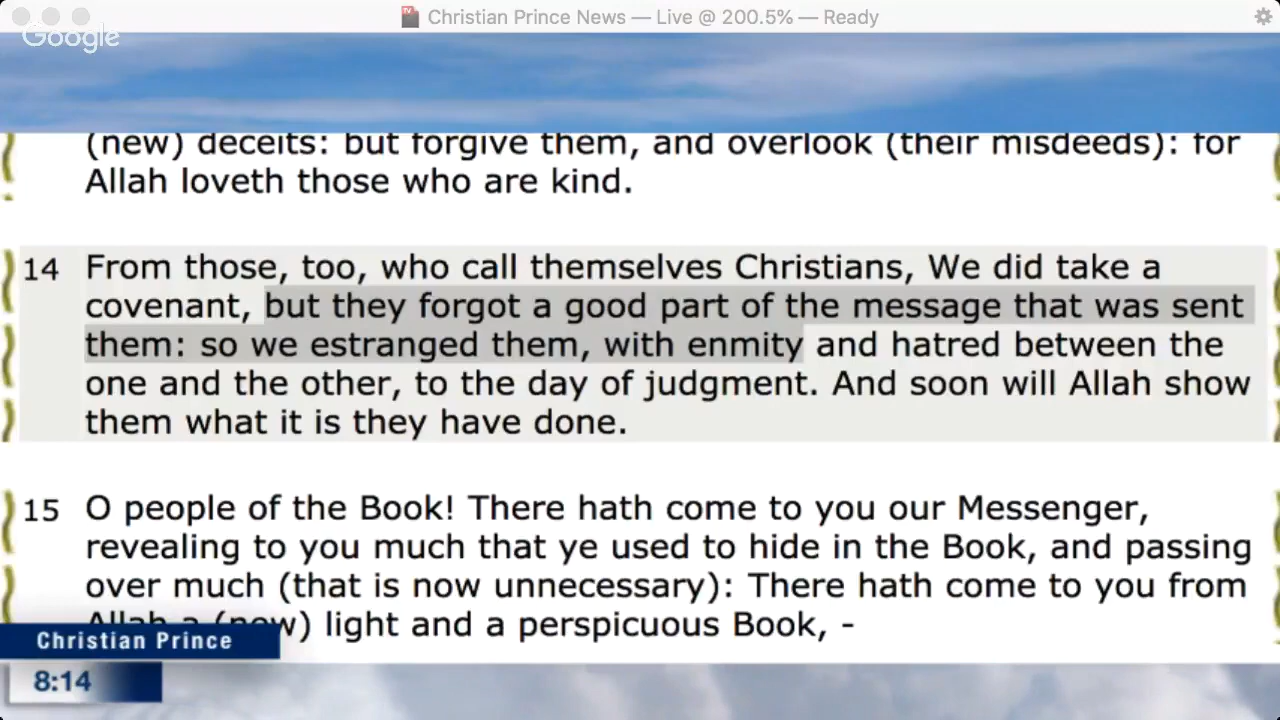 Christian Prince News — Live @ 200.5% — Ready
Google
(new) deceits: but forgive them, and overlook (their misdeeds): for
Allah loveth those who are kind.
14 From those, too, who call themselves Christians, We did take a
covenant, but they forgot a good part of the message that was sent
them: so we estranged them, with enmity and hatred between the
one and the other, to the day of judgment. And soon will Allah show
them what it is they have done.
15 O people of the Book! There hath come to you our Messenger,
revealing to you much that ye used to hide in the Book, and passing
over much (that is now unnecessary): There hath come to you from
Allah a (new) light and a perspicuous Book, -
Christian Prince
8:14